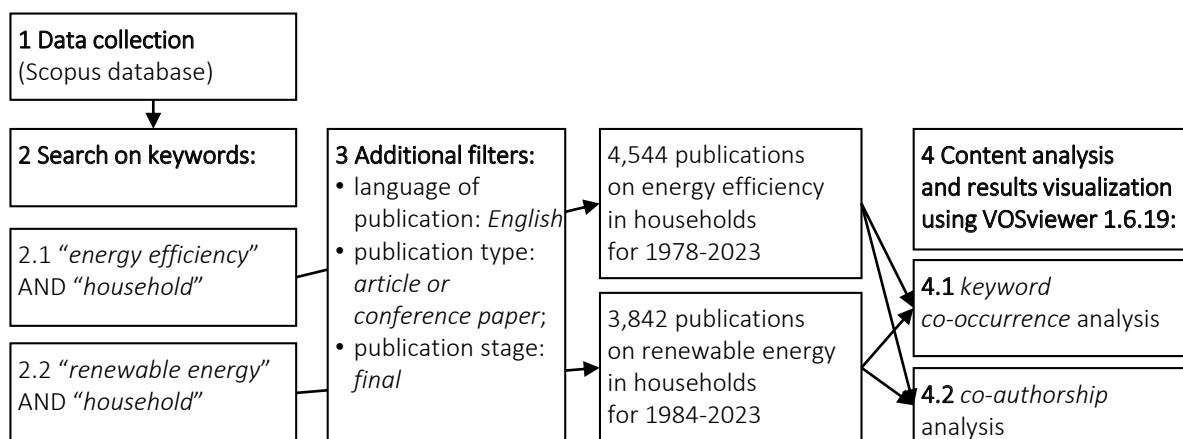 1 Data collection
(Scopus database)
2 Search on keywords:
2.1 “energy efficiency”
AND “household”
2.2 “renewable energy”
AND “household”
3 Additional filters:
• language of
publication: English
• publication type:
article or
conference paper;
• publication stage:
final
4,544 publications
on energy efficiency
in households
for 1978-2023
3,842 publications
on renewable energy
in households
for 1984-2023
4 Content analysis
and results visualization
using VOSviewer 1.6.19:
4.1 keyword
co-occurrence analysis
4.2 co-authorship
analysis